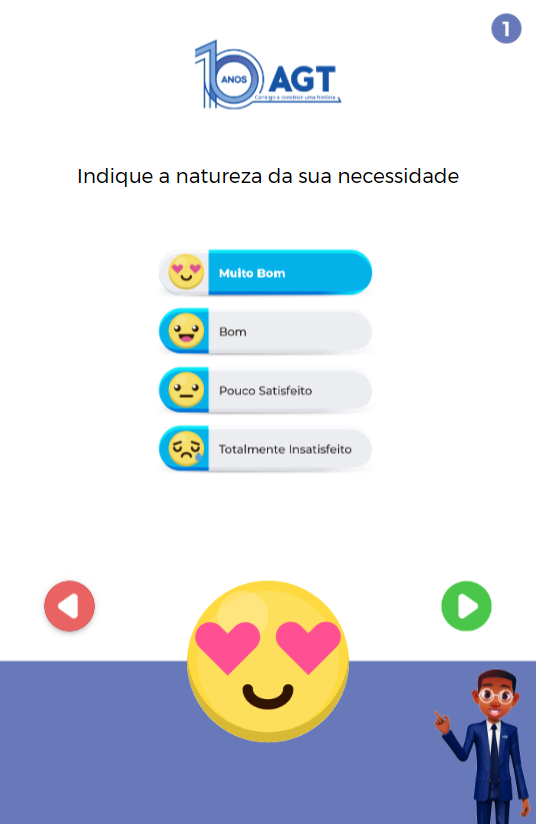 1
10 ANOS AGT
Consigo a construir uma história
Indique a natureza da sua necessidade
Muito Bom
Bom
Pouco Satisfeito
Totalmente Insatisfeito